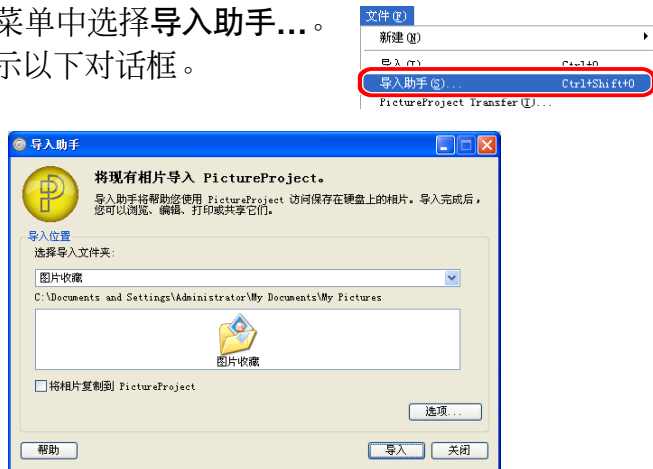 菜单中选择导入助手...。
示以下对话框。
文件(F)
新建(N)
导入助手(S)... Ctrl+Shift+O
PictureProject Transfer(I)...
导入助手
将现有相片导入 PictureProject。
导入助手将帮助您使用 PictureProject 访问保存在硬盘上的相片。导入完成后，
您可以浏览、编辑、打印或共享它们。
导入位置
选择导入文件夹:
图片收藏
C:\Documents and Settings\Administrator\My Documents\My Pictures
图片收藏
将相片复制到 PictureProject
选项...
帮助 导入 关闭